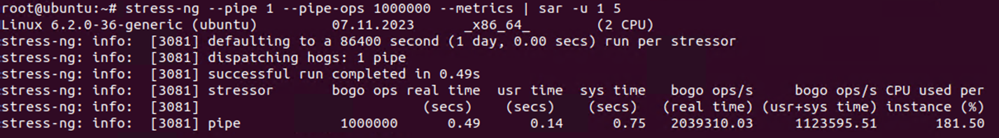 root@ubuntu:~# stress-ng --pipe 1 --pipe-ops 1000000 --metrics | sar -u 1 5
Linux 6.2.0-36-generic (ubuntu)         07.11.2023      _x86_64_        (2 CPU)
stress-ng: info:  [3081] defaulting to a 86400 second (1 day, 0.00 secs) run per stressor
stress-ng: info:  [3081] dispatching hogs: 1 pipe
stress-ng: info:  [3081] successful run completed in 0.49s
stress-ng: info:  [3081] stressor       bogo ops real time  usr time  sys time   bogo ops/s     bogo ops/s CPU used per
stress-ng: info:  [3081]                           (secs)    (secs)    (secs)   (real time) (usr+sys time) instance (%)
stress-ng: info:  [3081] pipe            1000000      0.49      0.14      0.75   2039310.03     1123595.51       181.50